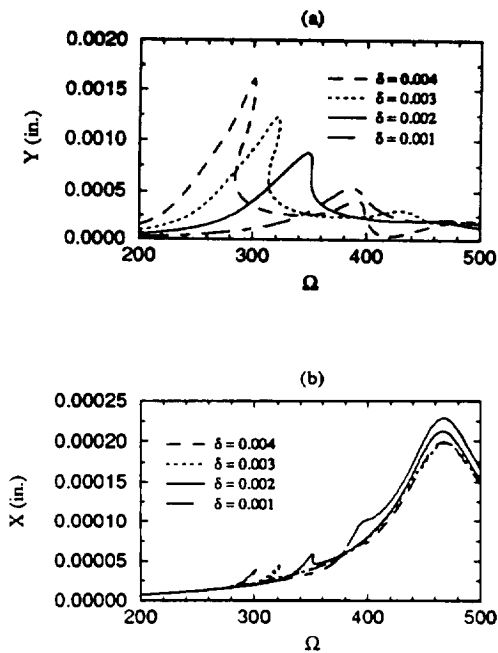 (a)
0.0020
0.0015
0.0010
0.0005
0.0000
Y (in.)
δ = 0.004
δ = 0.003
δ = 0.002
δ = 0.001
200 300 400 500
Ω
(b)
0.00025
0.00020
0.00015
0.00010
0.00005
0.00000
X (in.)
δ = 0.004
δ = 0.003
δ = 0.002
δ = 0.001
200 300 400 500
Ω